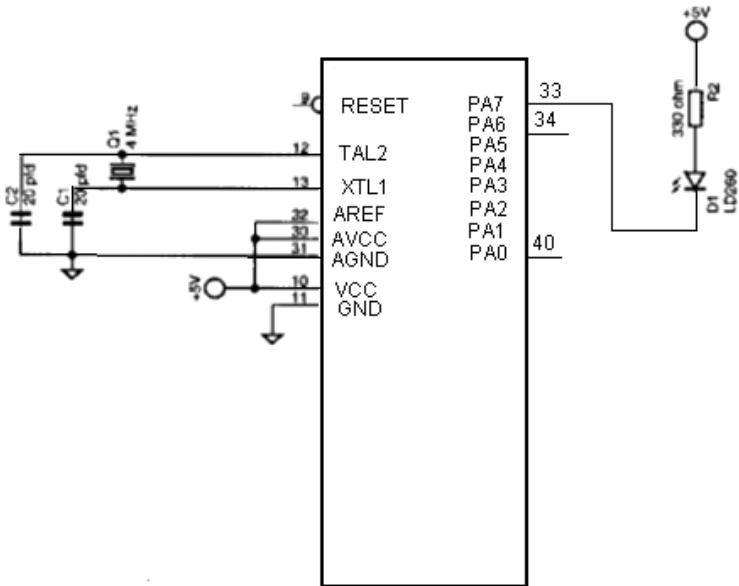 +5V
33
9
RESET
PA7
330 ohm
R2
Q1
4 MHz
PA6
34
12
TAL2
PA5
PA4
C2
20 pfd
C1
20 pfd
13
XTL1
PA3
D1
LD260
32
AREF
PA2
30
AVCC
PA1
31
AGND
PA0
40
+5V
10
VCC
11
GND